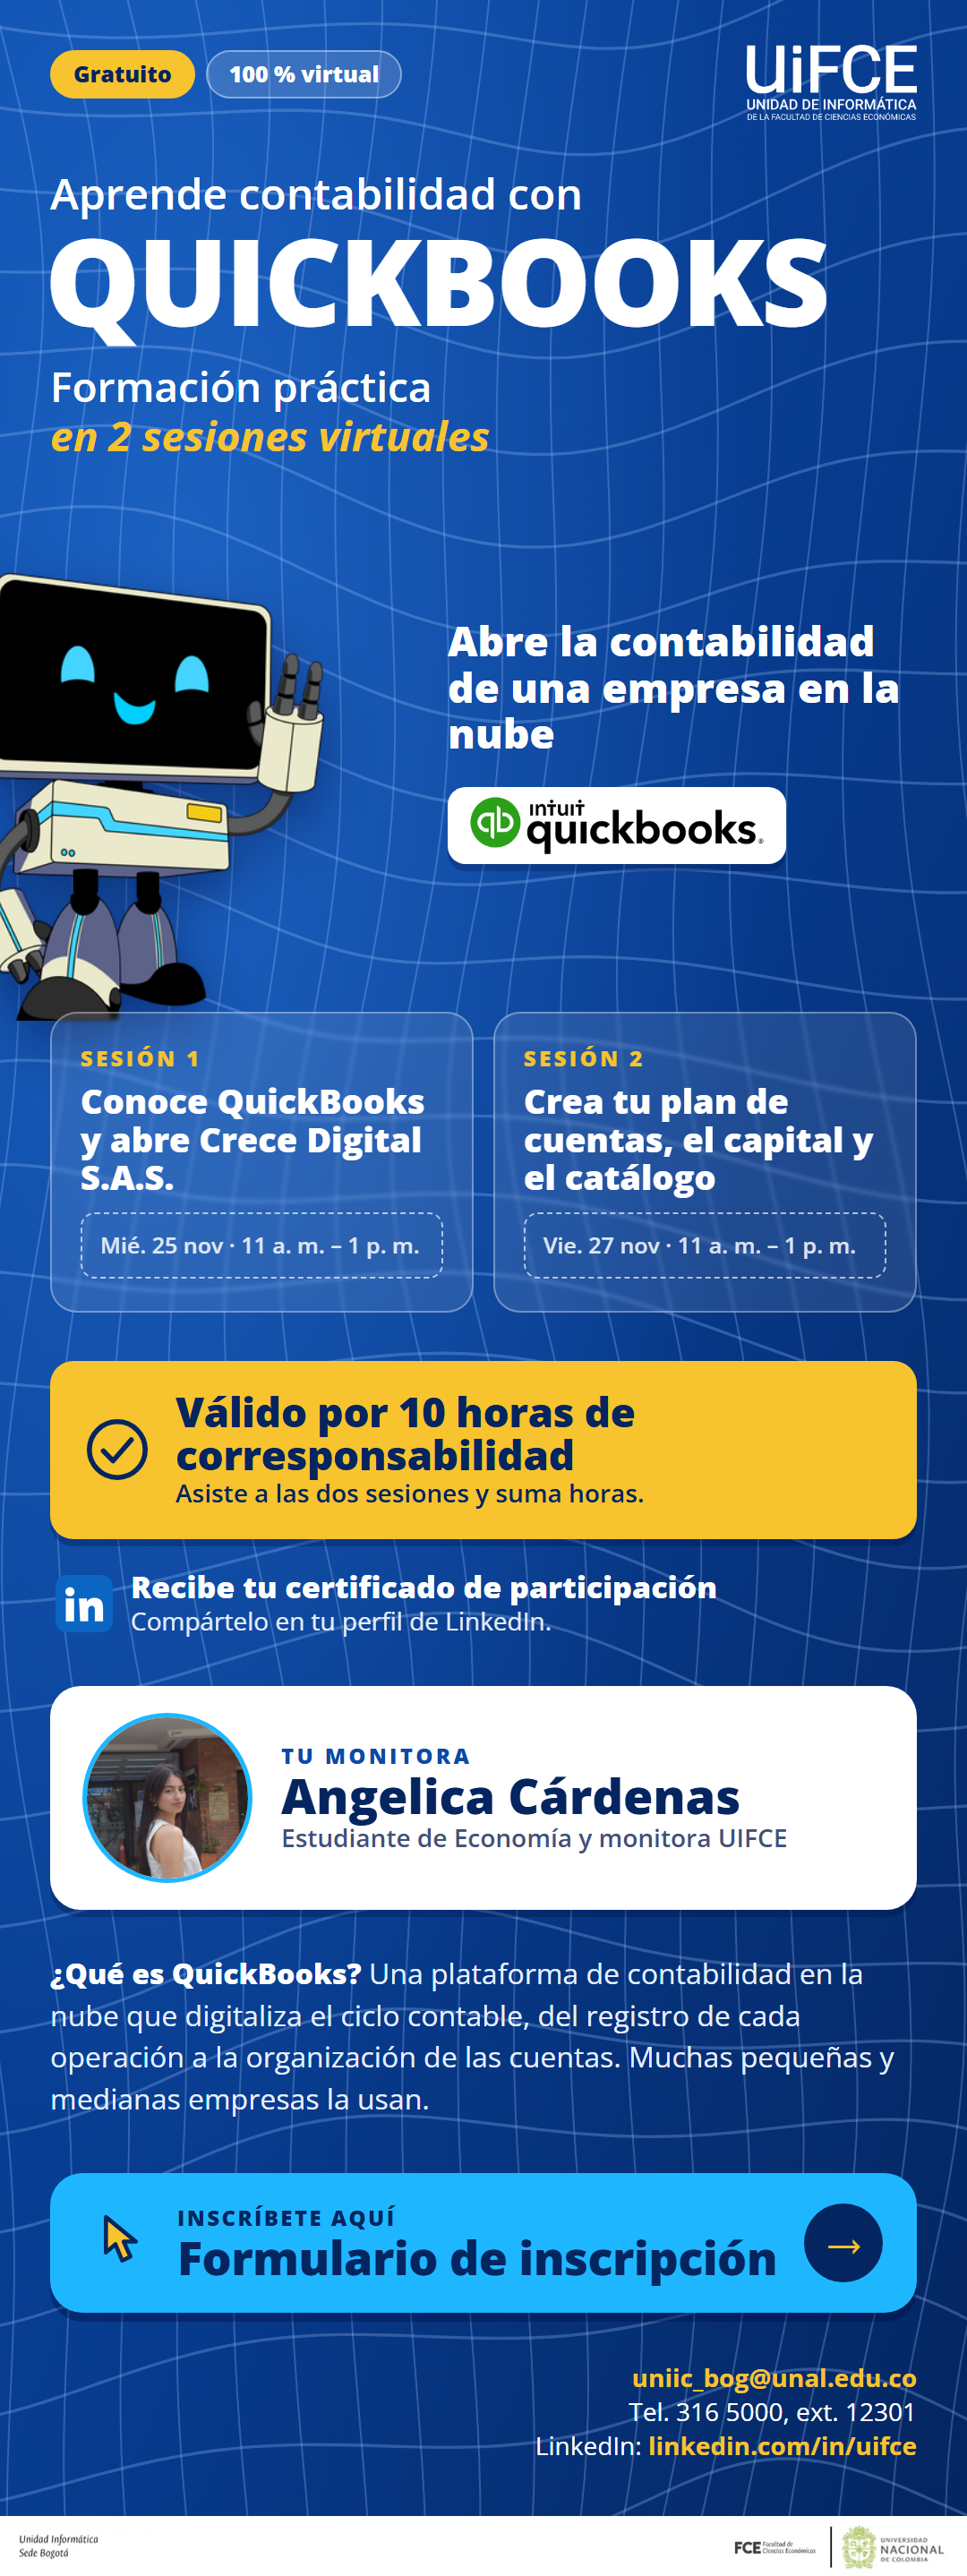 Gratuito
100 % virtual
UiFCE
UNIDAD DE INFORMÁTICA
DE LA FACULTAD DE CIENCIAS ECONÓMICAS
Aprende contabilidad con
QUICKBOOKS
Formación práctica
en 2 sesiones virtuales
Abre la contabilidad
de una empresa en la
nube
qb
intuit
quickbooks®
SESIÓN 1
Conoce QuickBooks
y abre Crece Digital
S.A.S.
Mié. 25 nov · 11 a. m. – 1 p. m.
SESIÓN 2
Crea tu plan de
cuentas, el capital y
el catálogo
Vie. 27 nov · 11 a. m. – 1 p. m.
Válido por 10 horas de
corresponsabilidad
Asiste a las dos sesiones y suma horas.
in
Recibe tu certificado de participación
Compártelo en tu perfil de LinkedIn.
TU MONITORA
Angelica Cárdenas
Estudiante de Economía y monitora UIFCE
¿Qué es QuickBooks? Una plataforma de contabilidad en la
nube que digitaliza el ciclo contable, del registro de cada
operación a la organización de las cuentas. Muchas pequeñas y
medianas empresas la usan.
INSCRÍBETE AQUÍ
Formulario de inscripción
→
uniic_bog@unal.edu.co
Tel. 316 5000, ext. 12301
LinkedIn: linkedin.com/in/uifce
Unidad Informática
Sede Bogotá
FCE
Facultad de
Ciencias Económicas
UNIVERSIDAD
NACIONAL
DE COLOMBIA